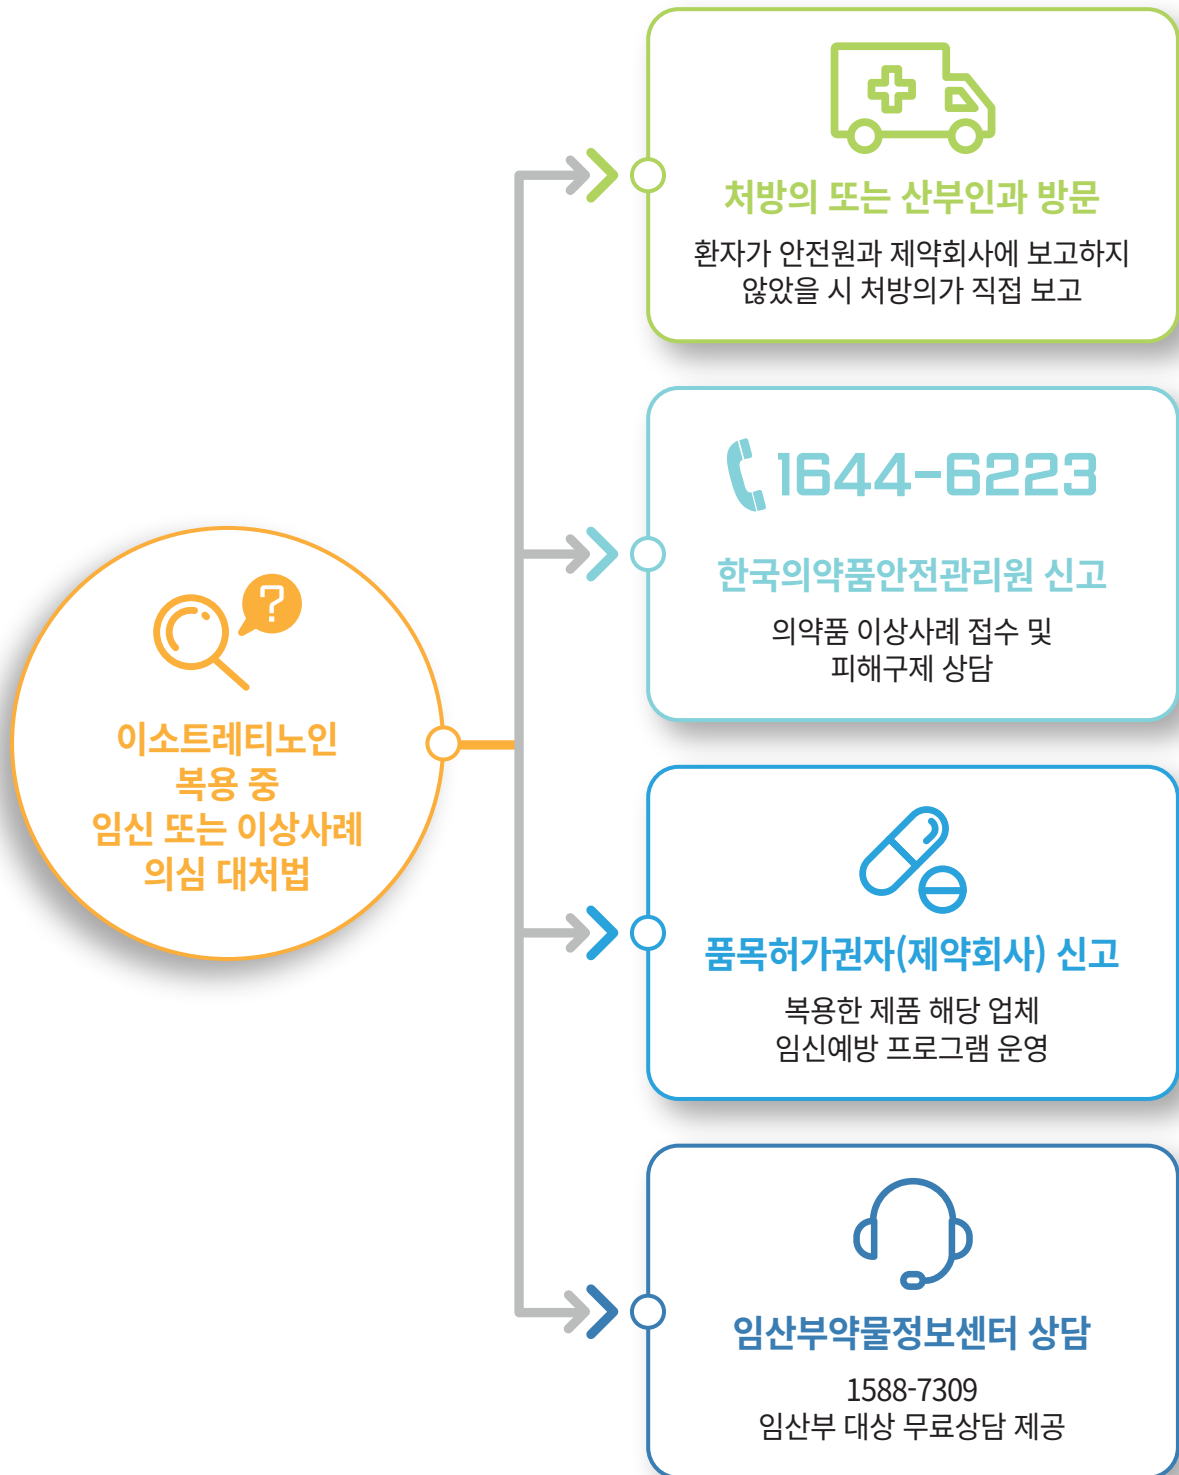 처방의 또는 산부인과 방문
환자가 안전원과 제약회사에 보고하지
않았을 시 처방의가 직접 보고
1644-6223
한국의약품안전관리원 신고
의약품 이상사례 접수 및
피해구제 상담
?
이소트레티노인
복용 중
임신 또는 이상사례
의심 대처법
품목허가권자(제약회사) 신고
복용한 제품 해당 업체
임신예방 프로그램 운영
임산부약물정보센터 상담
1588-7309
임산부 대상 무료상담 제공